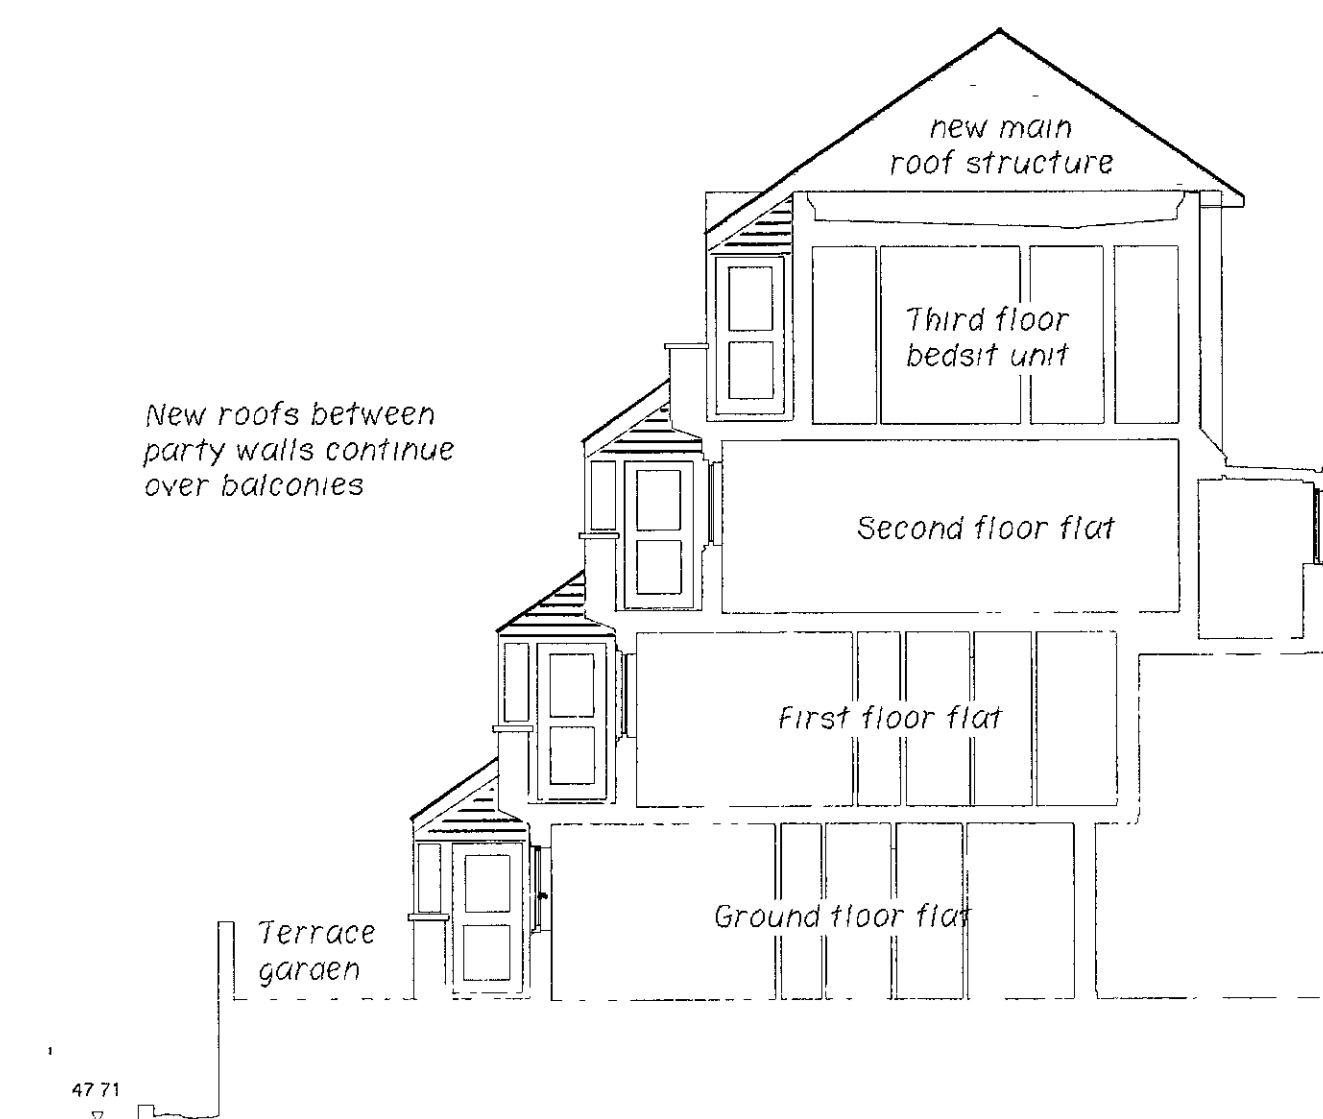 new main
roof structure
Third floor
bedsit unit
New roofs between
party walls continue
over balconies
Second floor flat
First floor flat
Ground floor flat
Terrace
garden
47 71